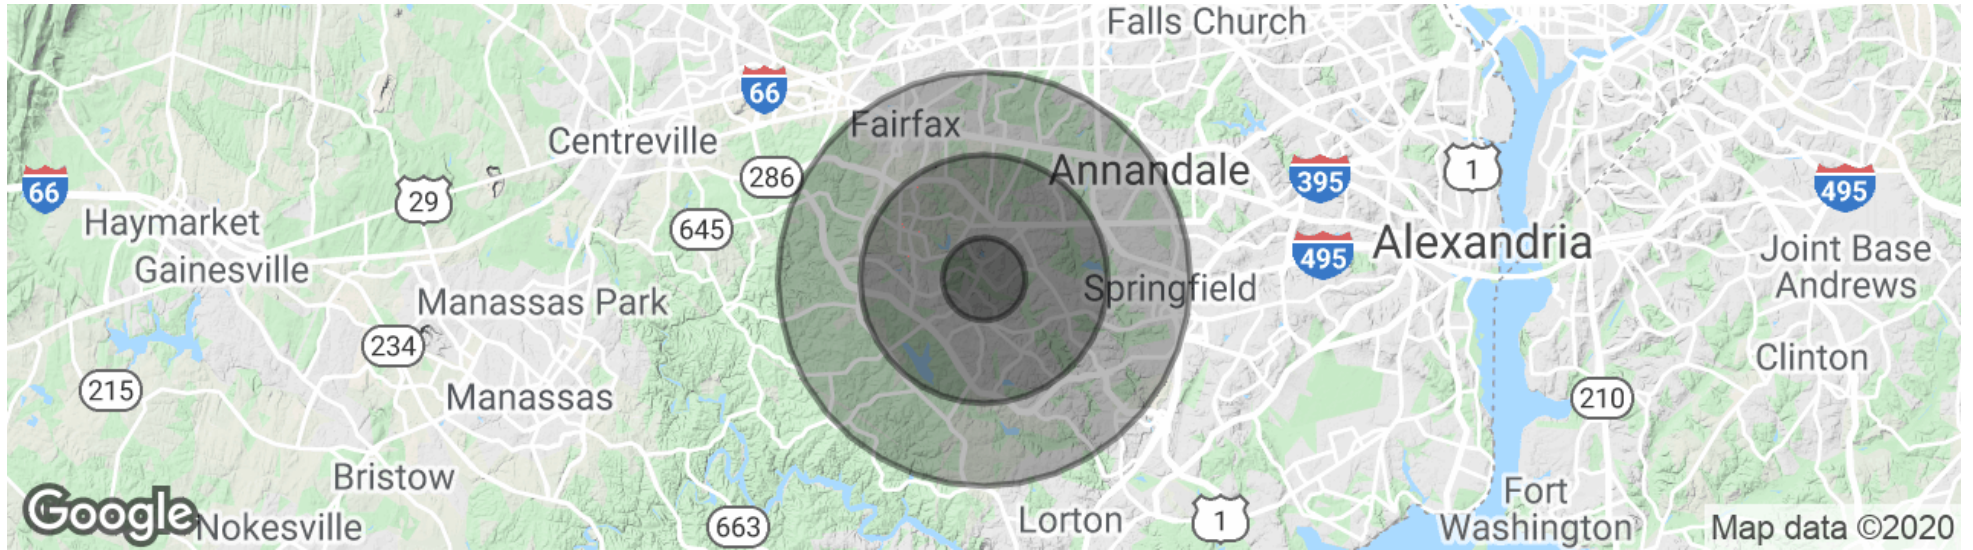 Falls Church
66
Fairfax
Centreville
Annandale
286
395
1
66
29
495
Haymarket
645
Alexandria
495
Joint Base
Andrews
Gainesville
Springfield
Manassas Park
234
Clinton
215
Manassas
210
Bristow
Fort
Washington
Google
Nokesville
663
Lorton
1
Map data ©2020